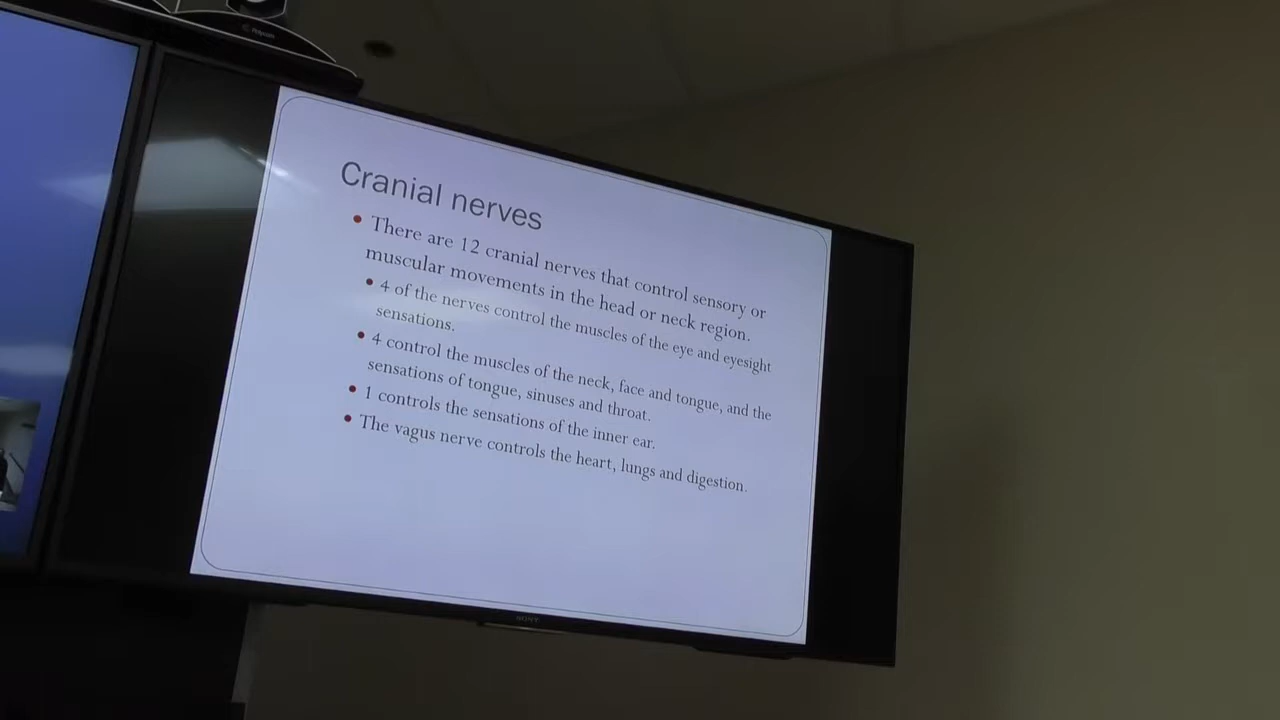 Polycom
Cranial nerves
• There are 12 cranial nerves that control sensory or
muscular movements in the head or neck region.
• 4 of the nerves control the muscles of the eye and eyesight
sensations.
• 4 control the muscles of the neck, face and tongue, and the
sensations of tongue, sinuses and throat.
• 1 controls the sensations of the inner ear.
• The vagus nerve controls the heart, lungs and digestion.
SONY